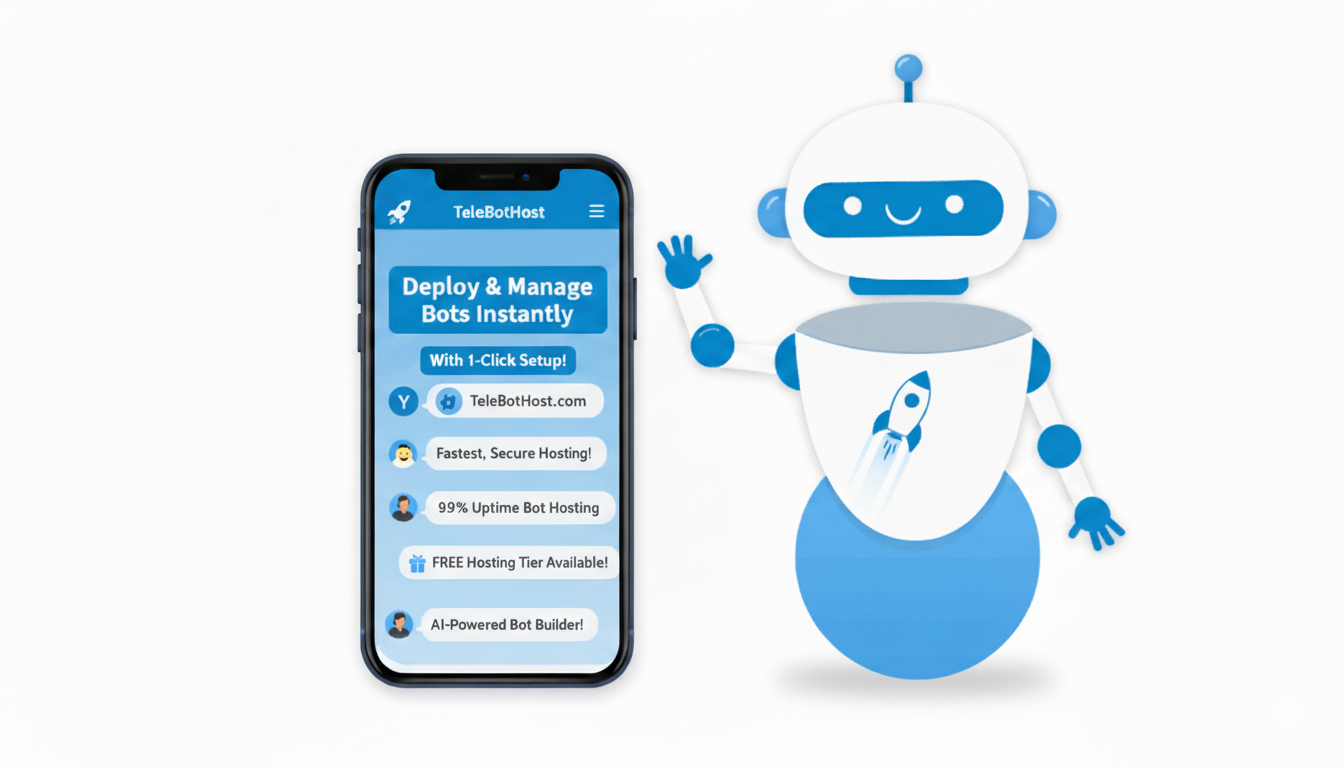 TeleBotHost
Deploy & Manage
Bots Instantly
With 1-Click Setup!
Y
TeleBotHost.com
Fastest, Secure Hosting!
99% Uptime Bot Hosting
FREE Hosting Tier Available!
AI-Powered Bot Builder!